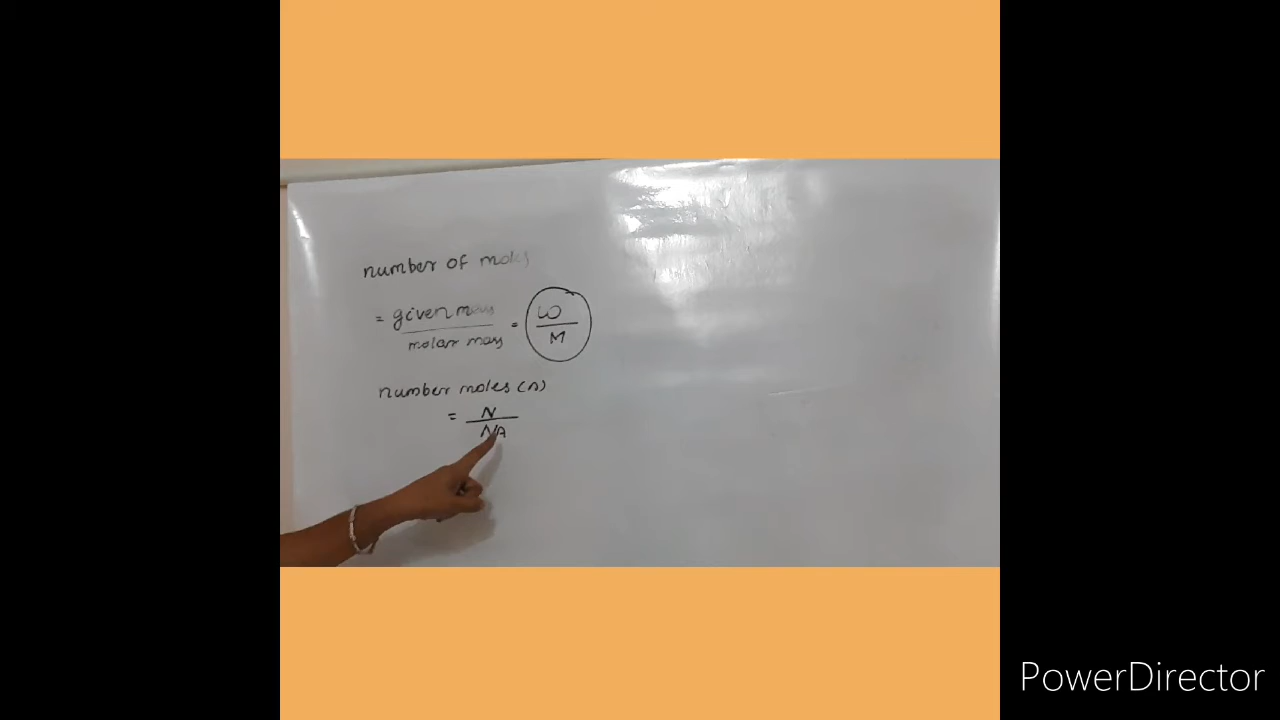 number of moles
= given mass / molar mass = W / M
number moles (n)
= N / NA
PowerDirector